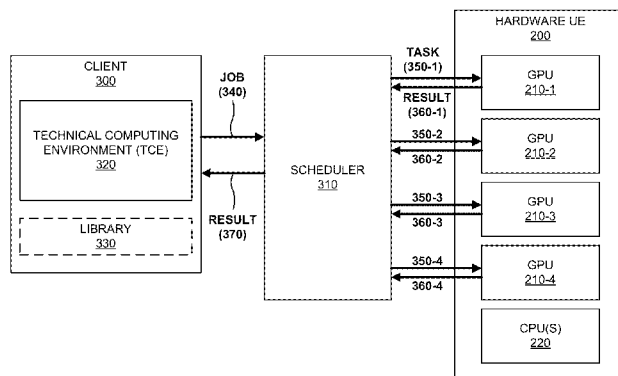 HARDWARE UE
200
CLIENT
300
TECHNICAL COMPUTING
ENVIRONMENT (TCE)
320
LIBRARY
330
JOB
(340)
RESULT
(370)
SCHEDULER
310
TASK
(350-1)
RESULT
(360-1)
350-2
360-2
350-3
360-3
350-4
360-4
GPU
210-1
GPU
210-2
GPU
210-3
GPU
210-4
CPU(S)
220